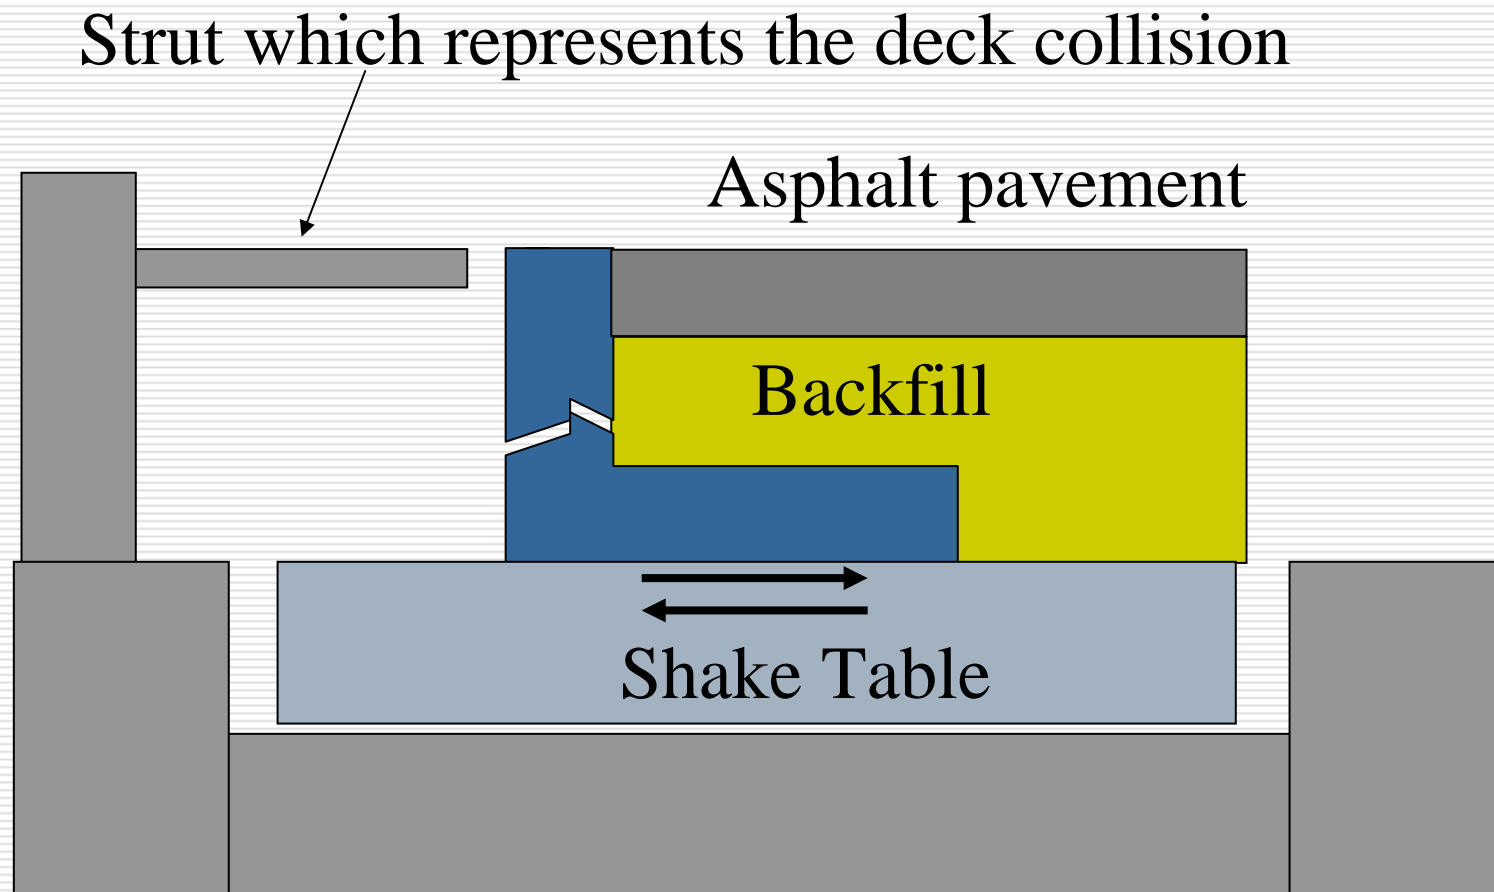 Strut which represents the deck collision
Asphalt pavement
Backfill
Shake Table